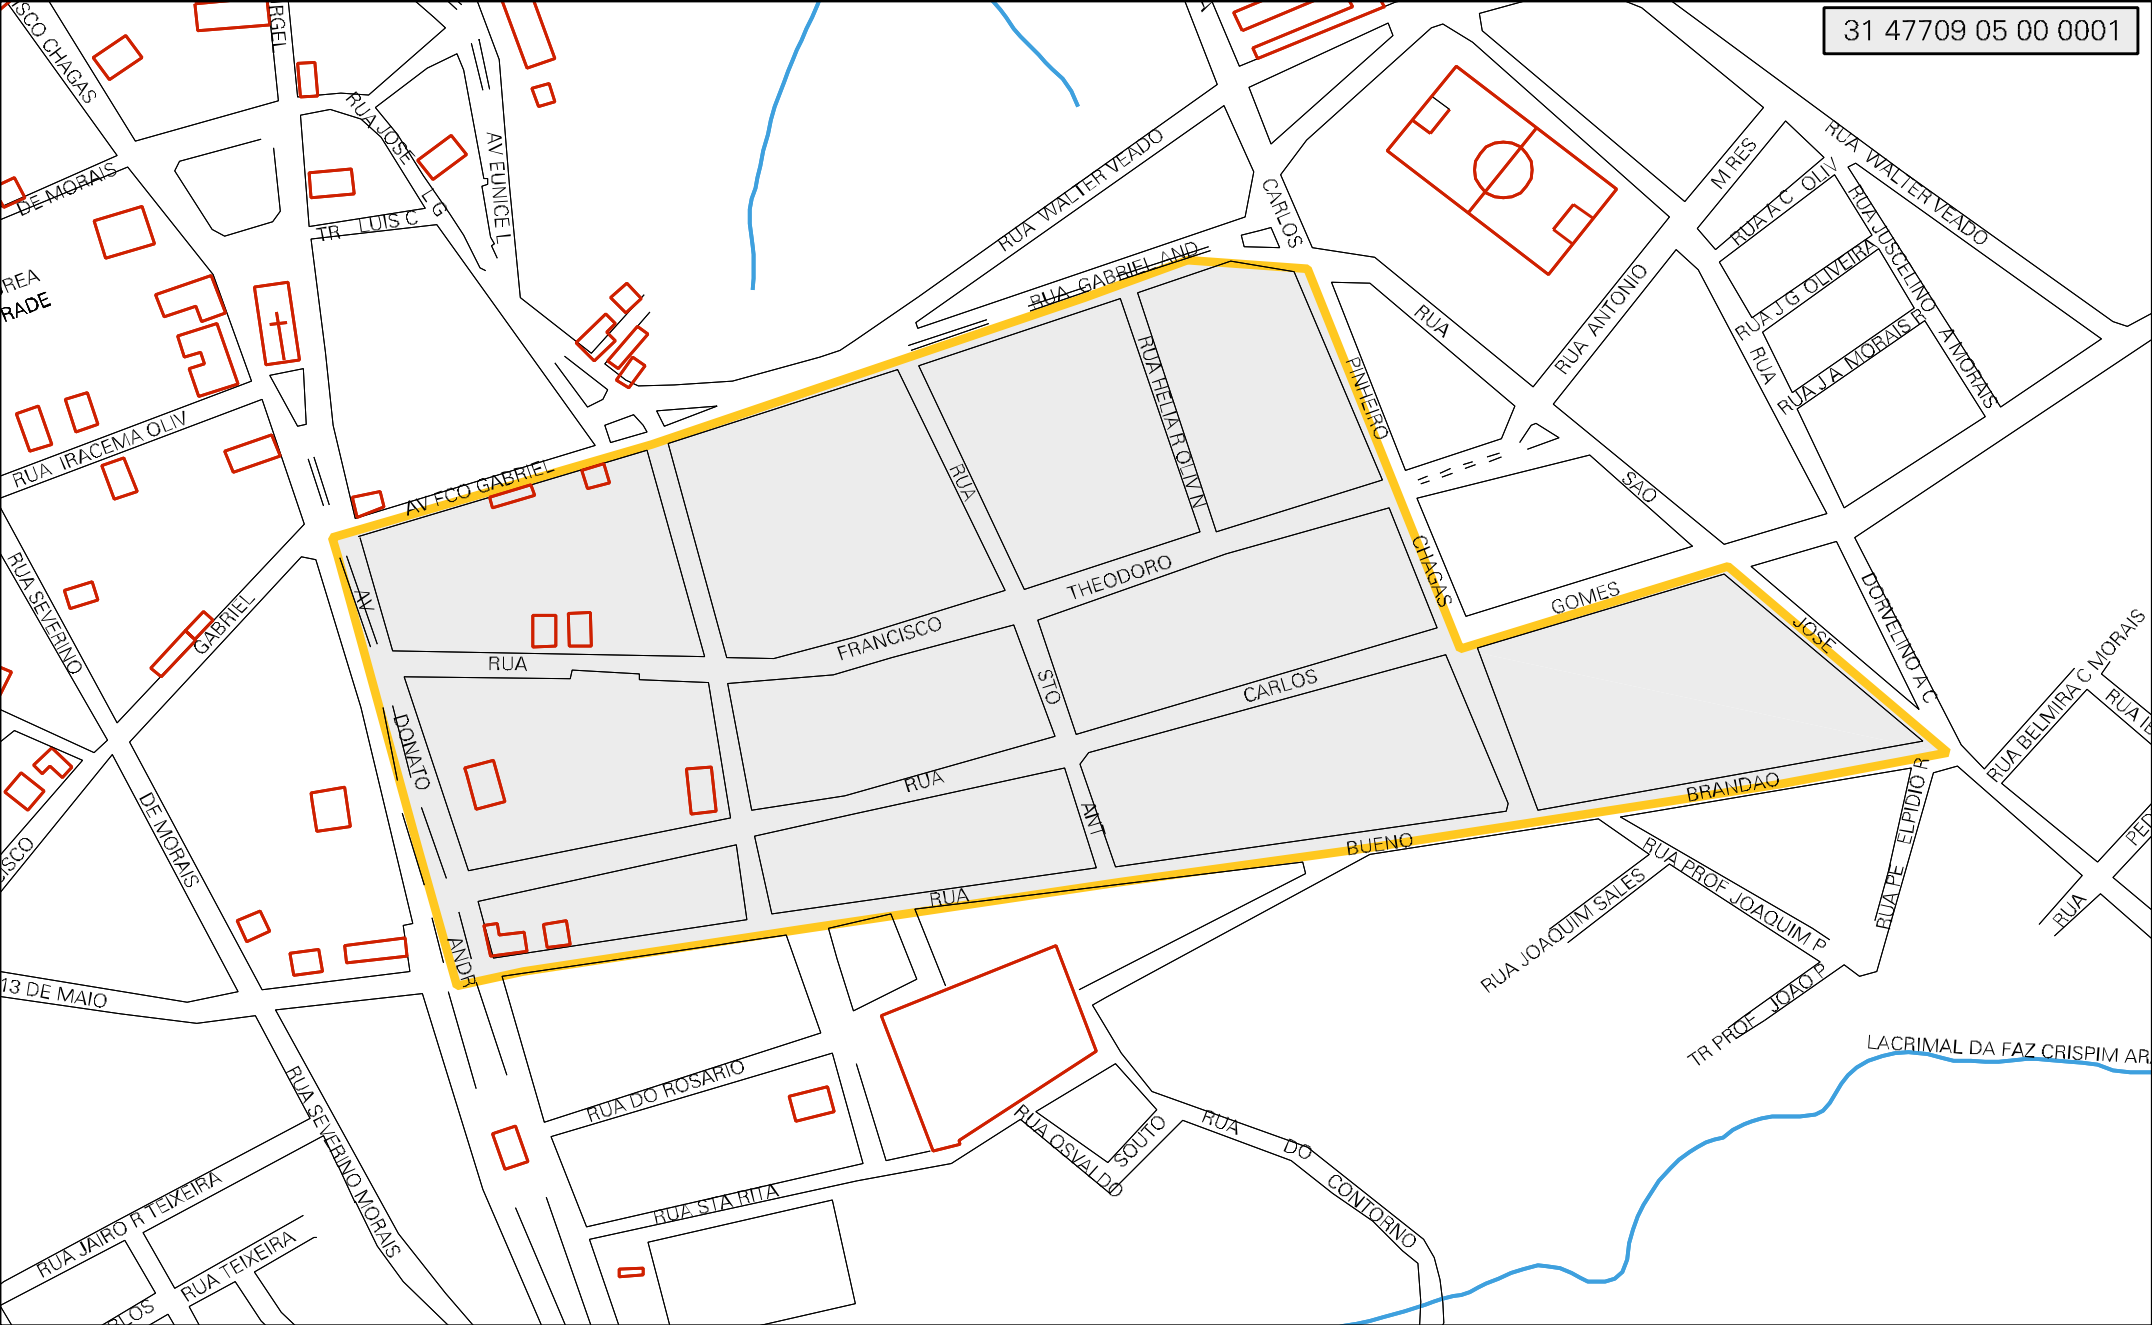 31 47709 05 00 0001
SCO CHAGAS
RGEL
RUA JOSE
L G
AV EUNICE L
DE MORAIS
TR LUIS C
REA
RADE
RUA IRACEMA OLIV
RUA WALTER VEADO
CARLOS
RUA GABRIEL AND
RUA WALTER VEADO
M RES
RUA A C OLIV
RUA JUSCELINO A MORAIS
RUA J G OLIVEIRA
RUA J A MORAIS R
RUA ANTONIO
E RUA
RUA
SAO
JOSE
DORVELINO A C
AV FCO GABRIEL
RUA HELIA R OLIV N
PINHEIRO
CHAGAS
RUA
STO
ANT
THEODORO
FRANCISCO
RUA
GOMES
CARLOS
RUA
AV
DONATO
ANDR
RUA SEVERINO
DE MORAIS
GABRIEL
ISCO
RUA
BUENO
BRANDAO
RUA BELMIRA C MORAIS
RUA
PED
RUA
RUA PE ELPIDIO R
RUA PROF JOAQUIM P
RUA JOAQUIM SALES
TR PROF JOAO P
13 DE MAIO
LACRIMAL DA FAZ CRISPIM AR
RUA DO ROSARIO
RUA STA RITA
RUA OSVALDO
SOUTO
RUA DO CONTORNO
RUA SEVERINO MORAIS
RUA JAIRO R TEIXEIRA
RUA TEIXEIRA
RLOS